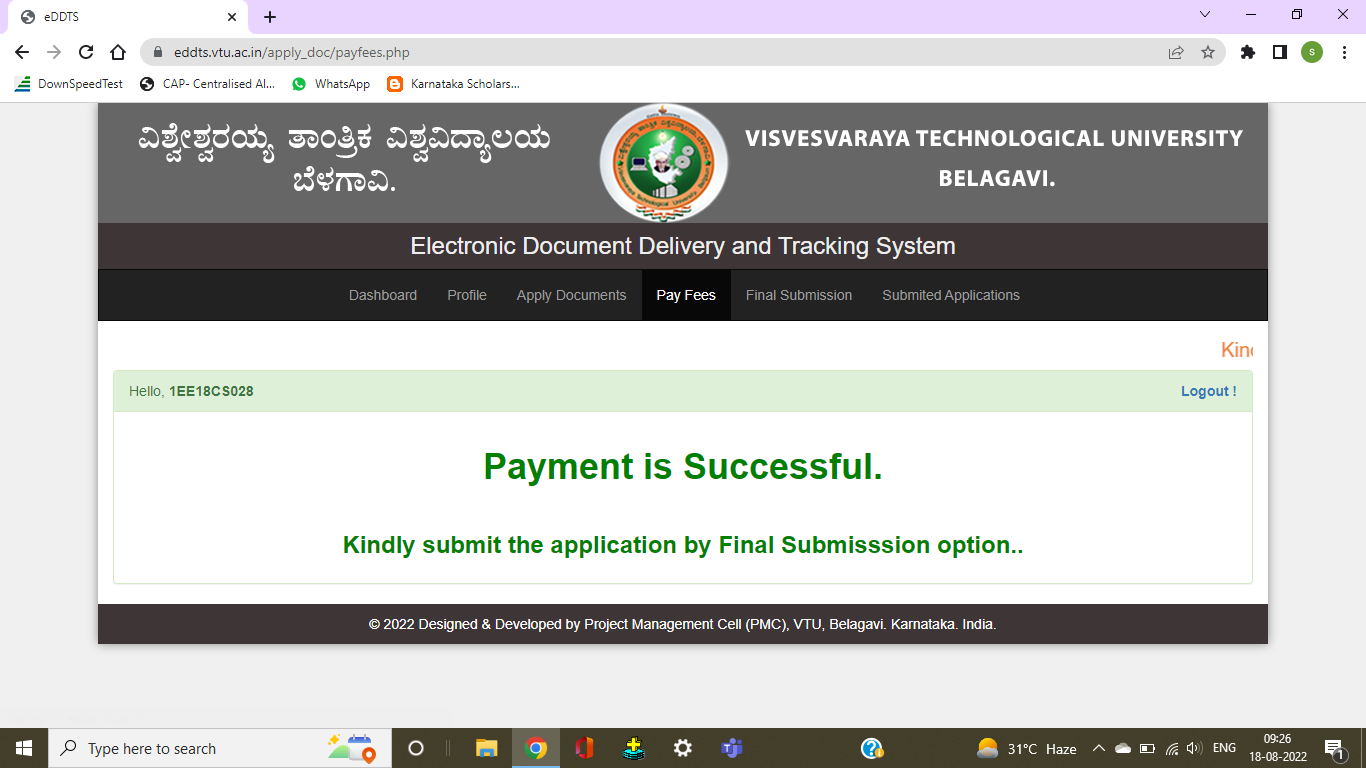 eDDTS
eddts.vtu.ac.in/apply_doc/payfees.php
S
DownSpeedTest CAP- Centralised Al... WhatsApp Karnataka Scholars...
ವಿಶ್ವೇಶ್ವರಯ್ಯ ತಾಂತ್ರಿಕ ವಿಶ್ವವಿದ್ಯಾಲಯ
ಬೆಳಗಾವಿ.
VISVESVARAYA TECHNOLOGICAL UNIVERSITY
BELAGAVI.
Electronic Document Delivery and Tracking System
Dashboard Profile Apply Documents Pay Fees Final Submission Submited Applications
Hello, 1EE18CS028 Logout !
Payment is Successful.
Kindly submit the application by Final Submisssion option..
© 2022 Designed & Developed by Project Management Cell (PMC), VTU, Belagavi. Karnataka. India.
Type here to search
31°C Haze
ENG
09:26
18-08-2022
1